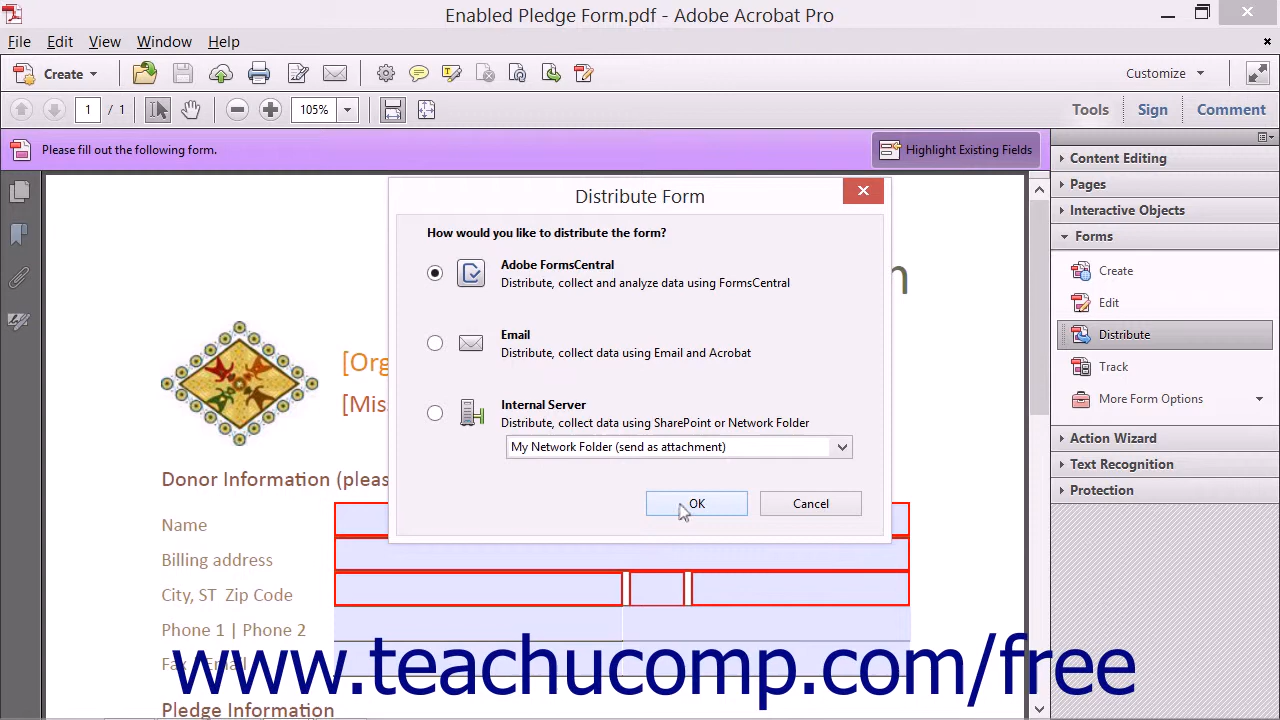 Enabled Pledge Form.pdf - Adobe Acrobat Pro
File Edit View Window Help
Create
Customize
1 / 1
105%
Tools Sign Comment
Please fill out the following form.
Highlight Existing Fields
Content Editing
Pages
Interactive Objects
Forms
Create
Edit
Distribute
Track
More Form Options
Action Wizard
Text Recognition
Protection
Distribute Form
How would you like to distribute the form?
Adobe FormsCentral
Distribute, collect and analyze data using FormsCentral
Email
Distribute, collect data using Email and Acrobat
Internal Server
Distribute, collect data using SharePoint or Network Folder
My Network Folder (send as attachment)
OK Cancel
[Org
[Miss
Donor Information (pleas
Name
Billing address
City, ST Zip Code
Phone 1 | Phone 2
www.teachucomp.com/free
Pledge Information